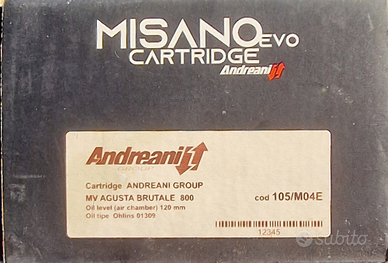 MISANO EVO
CARTRIDGE
Andreani
Andreani
Cartridge ANDREANI GROUP
MV AGUSTA BRUTALE 800
cod 105/M04E
Oil level (air chamber) 120 mm
Oil tipe Ohlins 01309
12345
subito